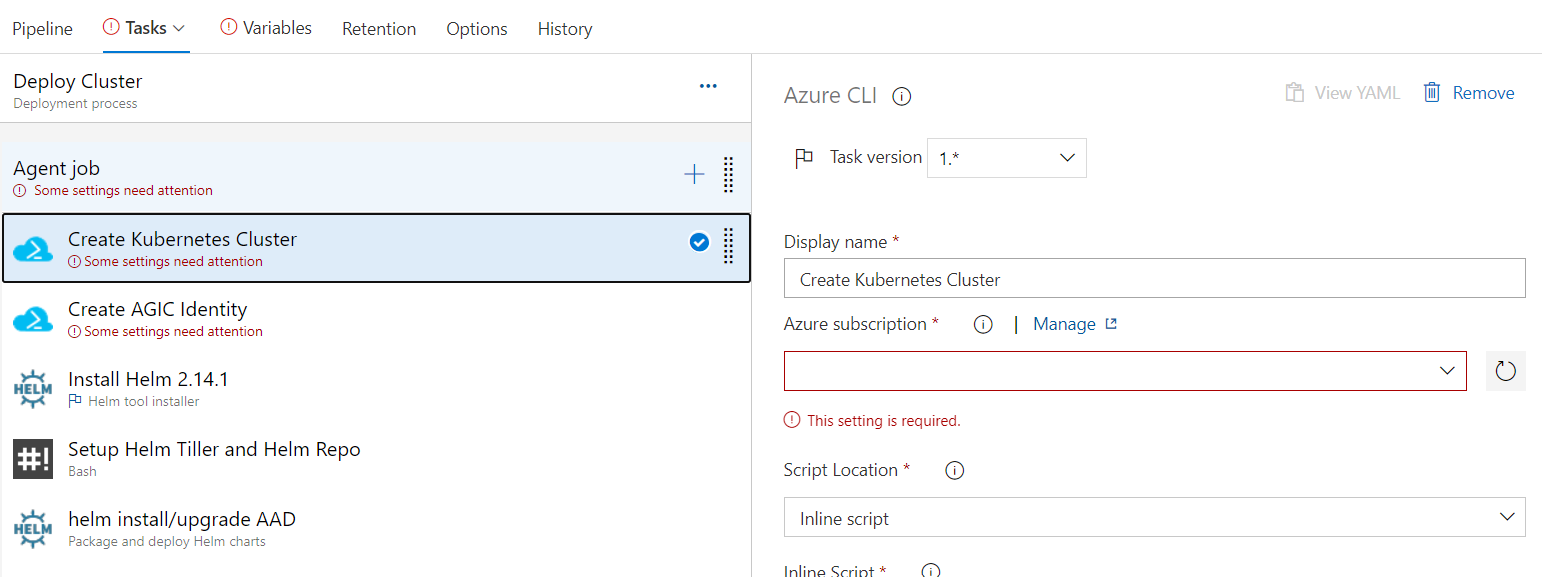 Pipeline Tasks Variables Retention Options History
Deploy Cluster
Deployment process
Agent job
Some settings need attention
Create Kubernetes Cluster
Some settings need attention
Create AGIC Identity
Some settings need attention
HELM
Install Helm 2.14.1
Helm tool installer
#!
Setup Helm Tiller and Helm Repo
Bash
HELM
helm install/upgrade AAD
Package and deploy Helm charts
Azure CLI
View YAML Remove
Task version 1.*
Display name *
Create Kubernetes Cluster
Azure subscription * | Manage
This setting is required.
Script Location *
Inline script
Inline Script *